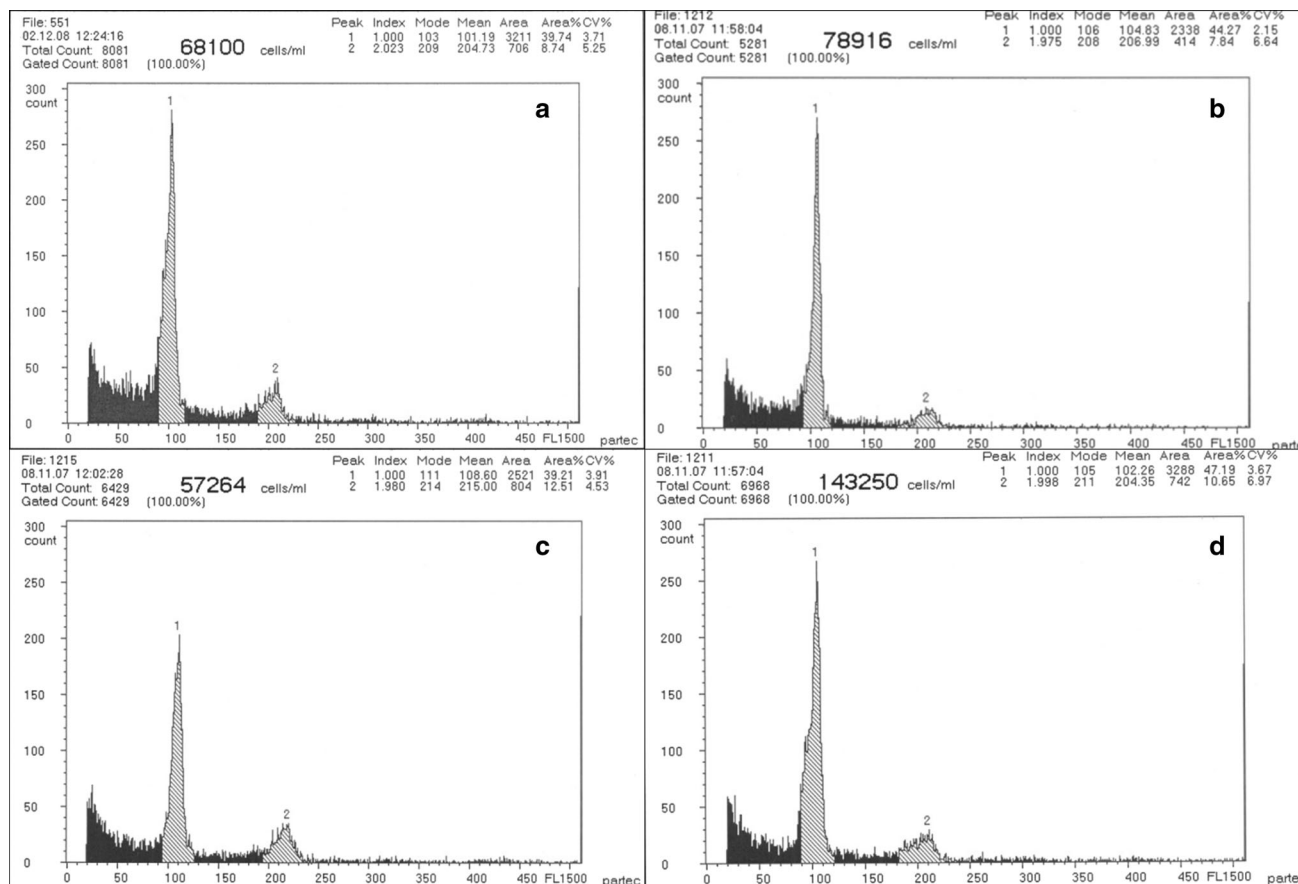 File: 551
02.12.08 12:24:16
Total Count: 8081 68100 cells/ml
Gated Count: 8081 (100.00%)
Peak Index Mode Mean Area Area% CV%
1 1.000 103 101.19 3211 39.74 3.71
2 2.023 209 204.73 706 8.74 5.25
300
count
250
200
150
100
50
0
0 50 100 150 200 250 300 350 400 450 FL1500 partec
1
2
a
File: 1212
08.11.07 11:58:04
Total Count: 5281 78916 cells/ml
Gated Count: 5281 (100.00%)
Peak Index Mode Mean Area Area% CV%
1 1.000 106 104.83 2338 44.27 2.15
2 1.975 208 206.99 414 7.84 6.64
300
count
250
200
150
100
50
0
0 50 100 150 200 250 300 350 400 450 FL1500 partec
1
2
b
File: 1215
08.11.07 12:02:28
Total Count: 6429 57264 cells/ml
Gated Count: 6429 (100.00%)
Peak Index Mode Mean Area Area% CV%
1 1.000 111 108.60 2521 39.21 3.91
2 1.980 214 215.00 804 12.51 4.53
300
count
250
200
150
100
50
0
0 50 100 150 200 250 300 350 400 450 FL1500 partec
1
2
c
File: 1211
08.11.07 11:57:04
Total Count: 6968 143250 cells/ml
Gated Count: 6968 (100.00%)
Peak Index Mode Mean Area Area% CV%
1 1.000 105 102.26 3288 47.19 3.67
2 1.998 211 204.35 742 10.65 6.97
300
count
250
200
150
100
50
0
0 50 100 150 200 250 300 350 400 450 FL1500 partec
1
2
d